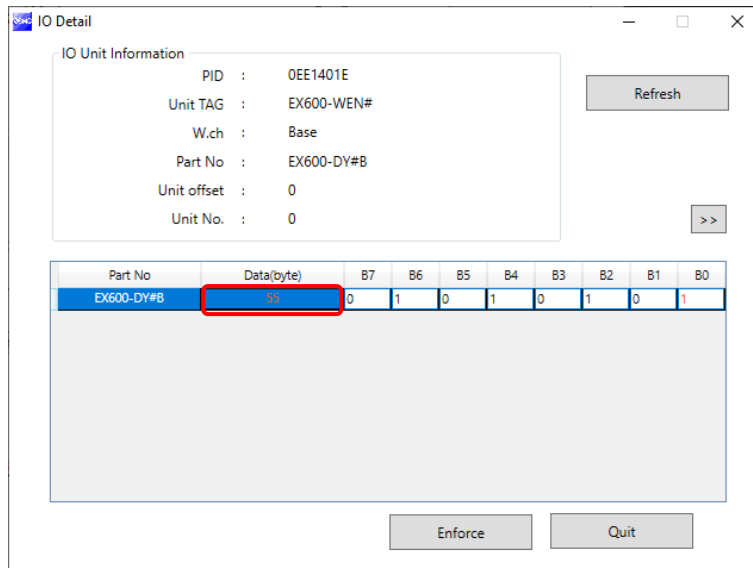 IO Detail
IO Unit Information
PID : 0EE1401E
Unit TAG : EX600-WEN#
W.ch : Base
Part No : EX600-DY#B
Unit offset : 0
Unit No. : 0
Refresh
>>
Part No Data(byte) B7 B6 B5 B4 B3 B2 B1 B0
EX600-DY#B 55 0 1 0 1 0 1 0 1
Enforce Quit